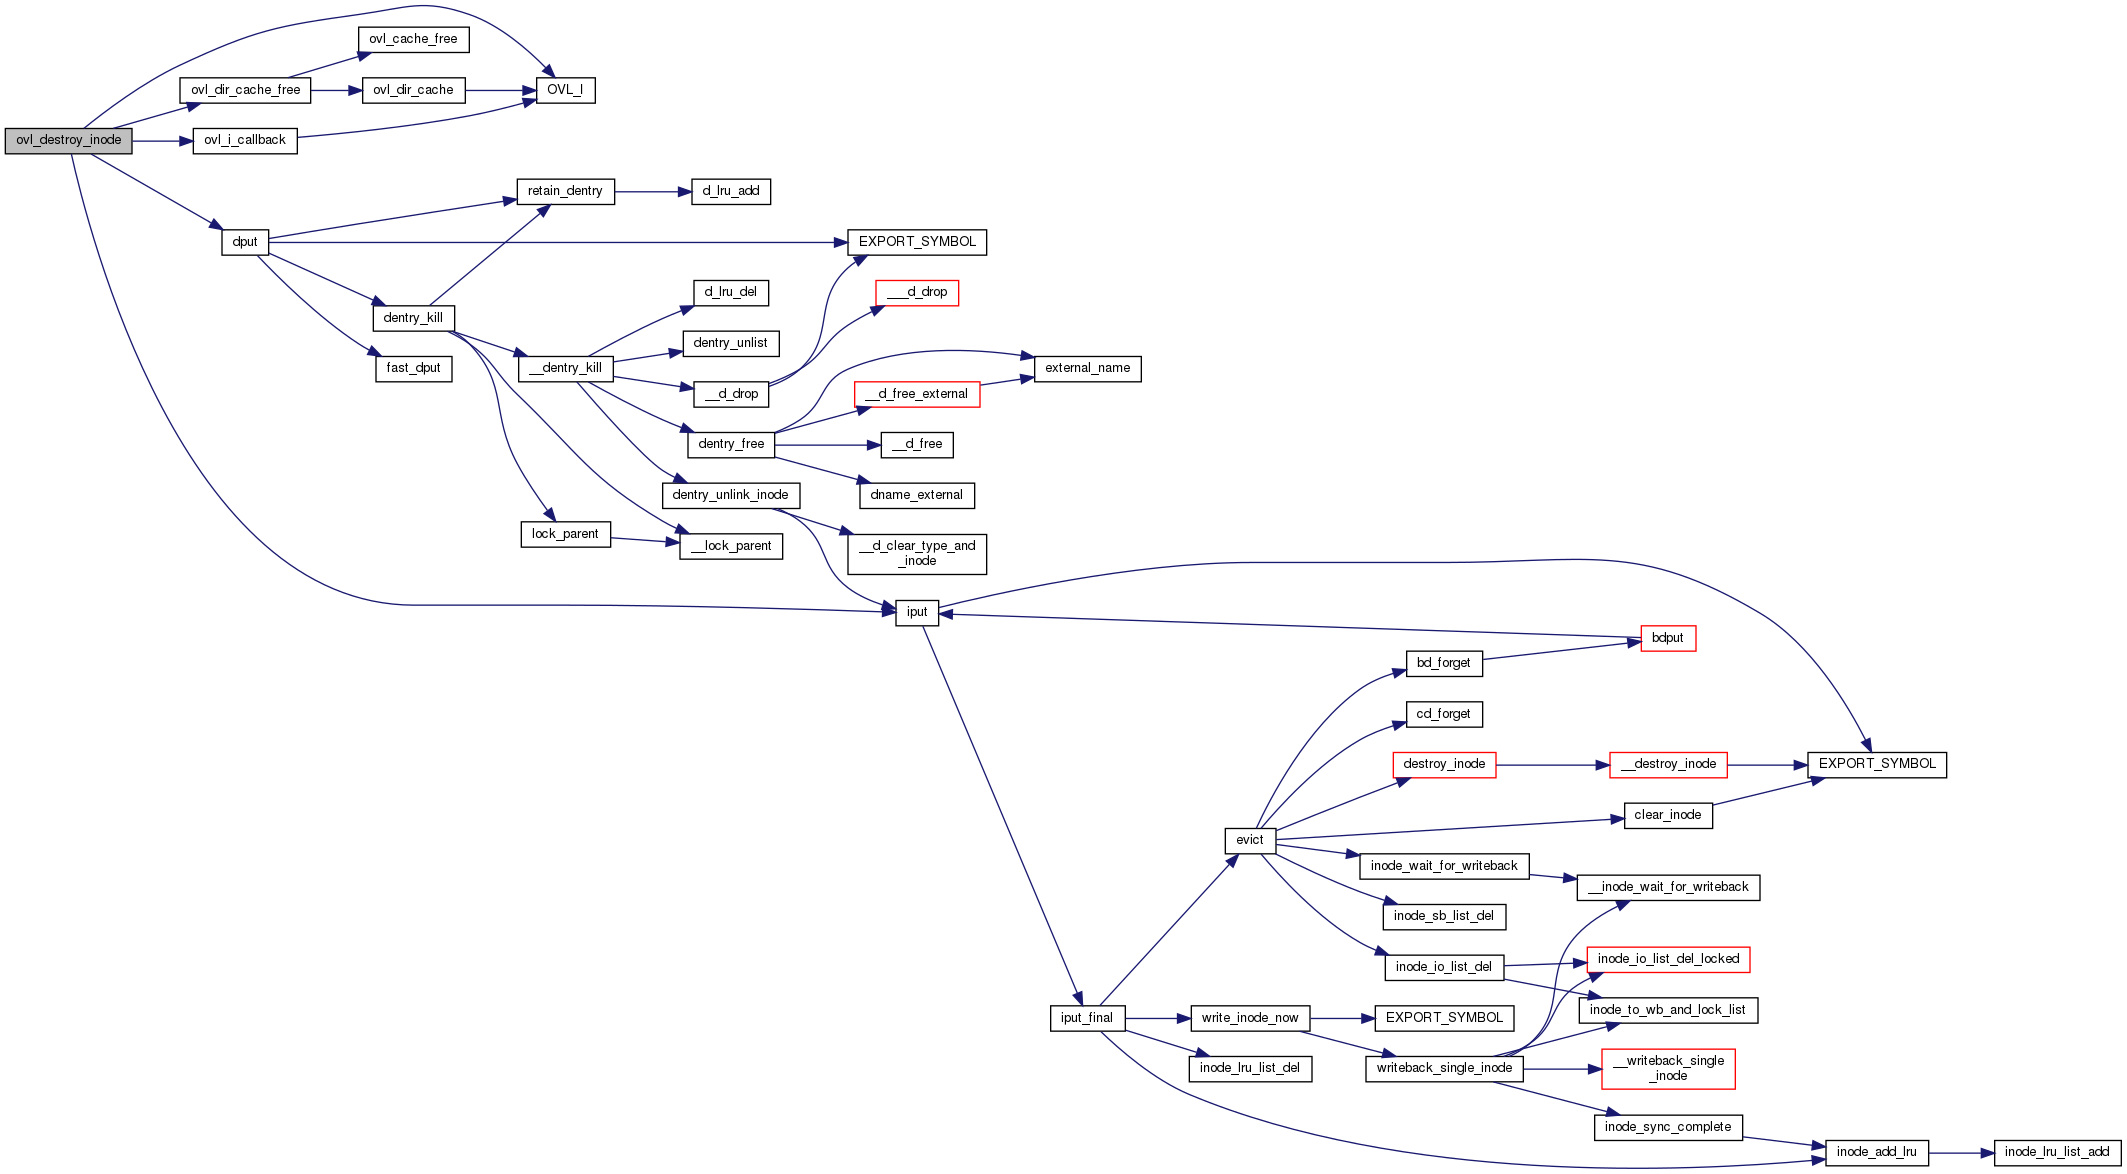 ovl_cache_free
ovl_dir_cache_free
ovl_dir_cache
OVL_I
ovl_destroy_inode
ovl_i_callback
retain_dentry
d_lru_add
dput
EXPORT_SYMBOL
d_lru_del
___d_drop
dentry_kill
dentry_unlist
fast_dput
__dentry_kill
external_name
__d_drop
__d_free_external
dentry_free
__d_free
dentry_unlink_inode
dname_external
lock_parent
__lock_parent
__d_clear_type_and
_inode
iput
bdput
bd_forget
cd_forget
destroy_inode
__destroy_inode
EXPORT_SYMBOL
clear_inode
evict
inode_wait_for_writeback
__inode_wait_for_writeback
inode_sb_list_del
inode_io_list_del
inode_io_list_del_locked
inode_to_wb_and_lock_list
iput_final
write_inode_now
EXPORT_SYMBOL
inode_lru_list_del
writeback_single_inode
__writeback_single
_inode
inode_sync_complete
inode_add_lru
inode_lru_list_add